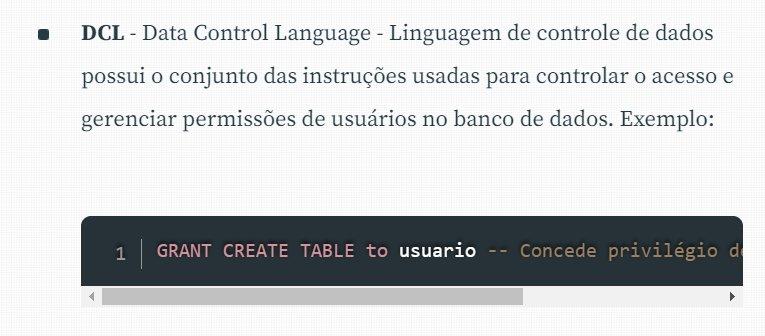 DCL - Data Control Language - Linguagem de controle de dados
possui o conjunto das instruções usadas para controlar o acesso e
gerenciar permissões de usuários no banco de dados. Exemplo:
1 GRANT CREATE TABLE to usuario -- Concede privilégio de